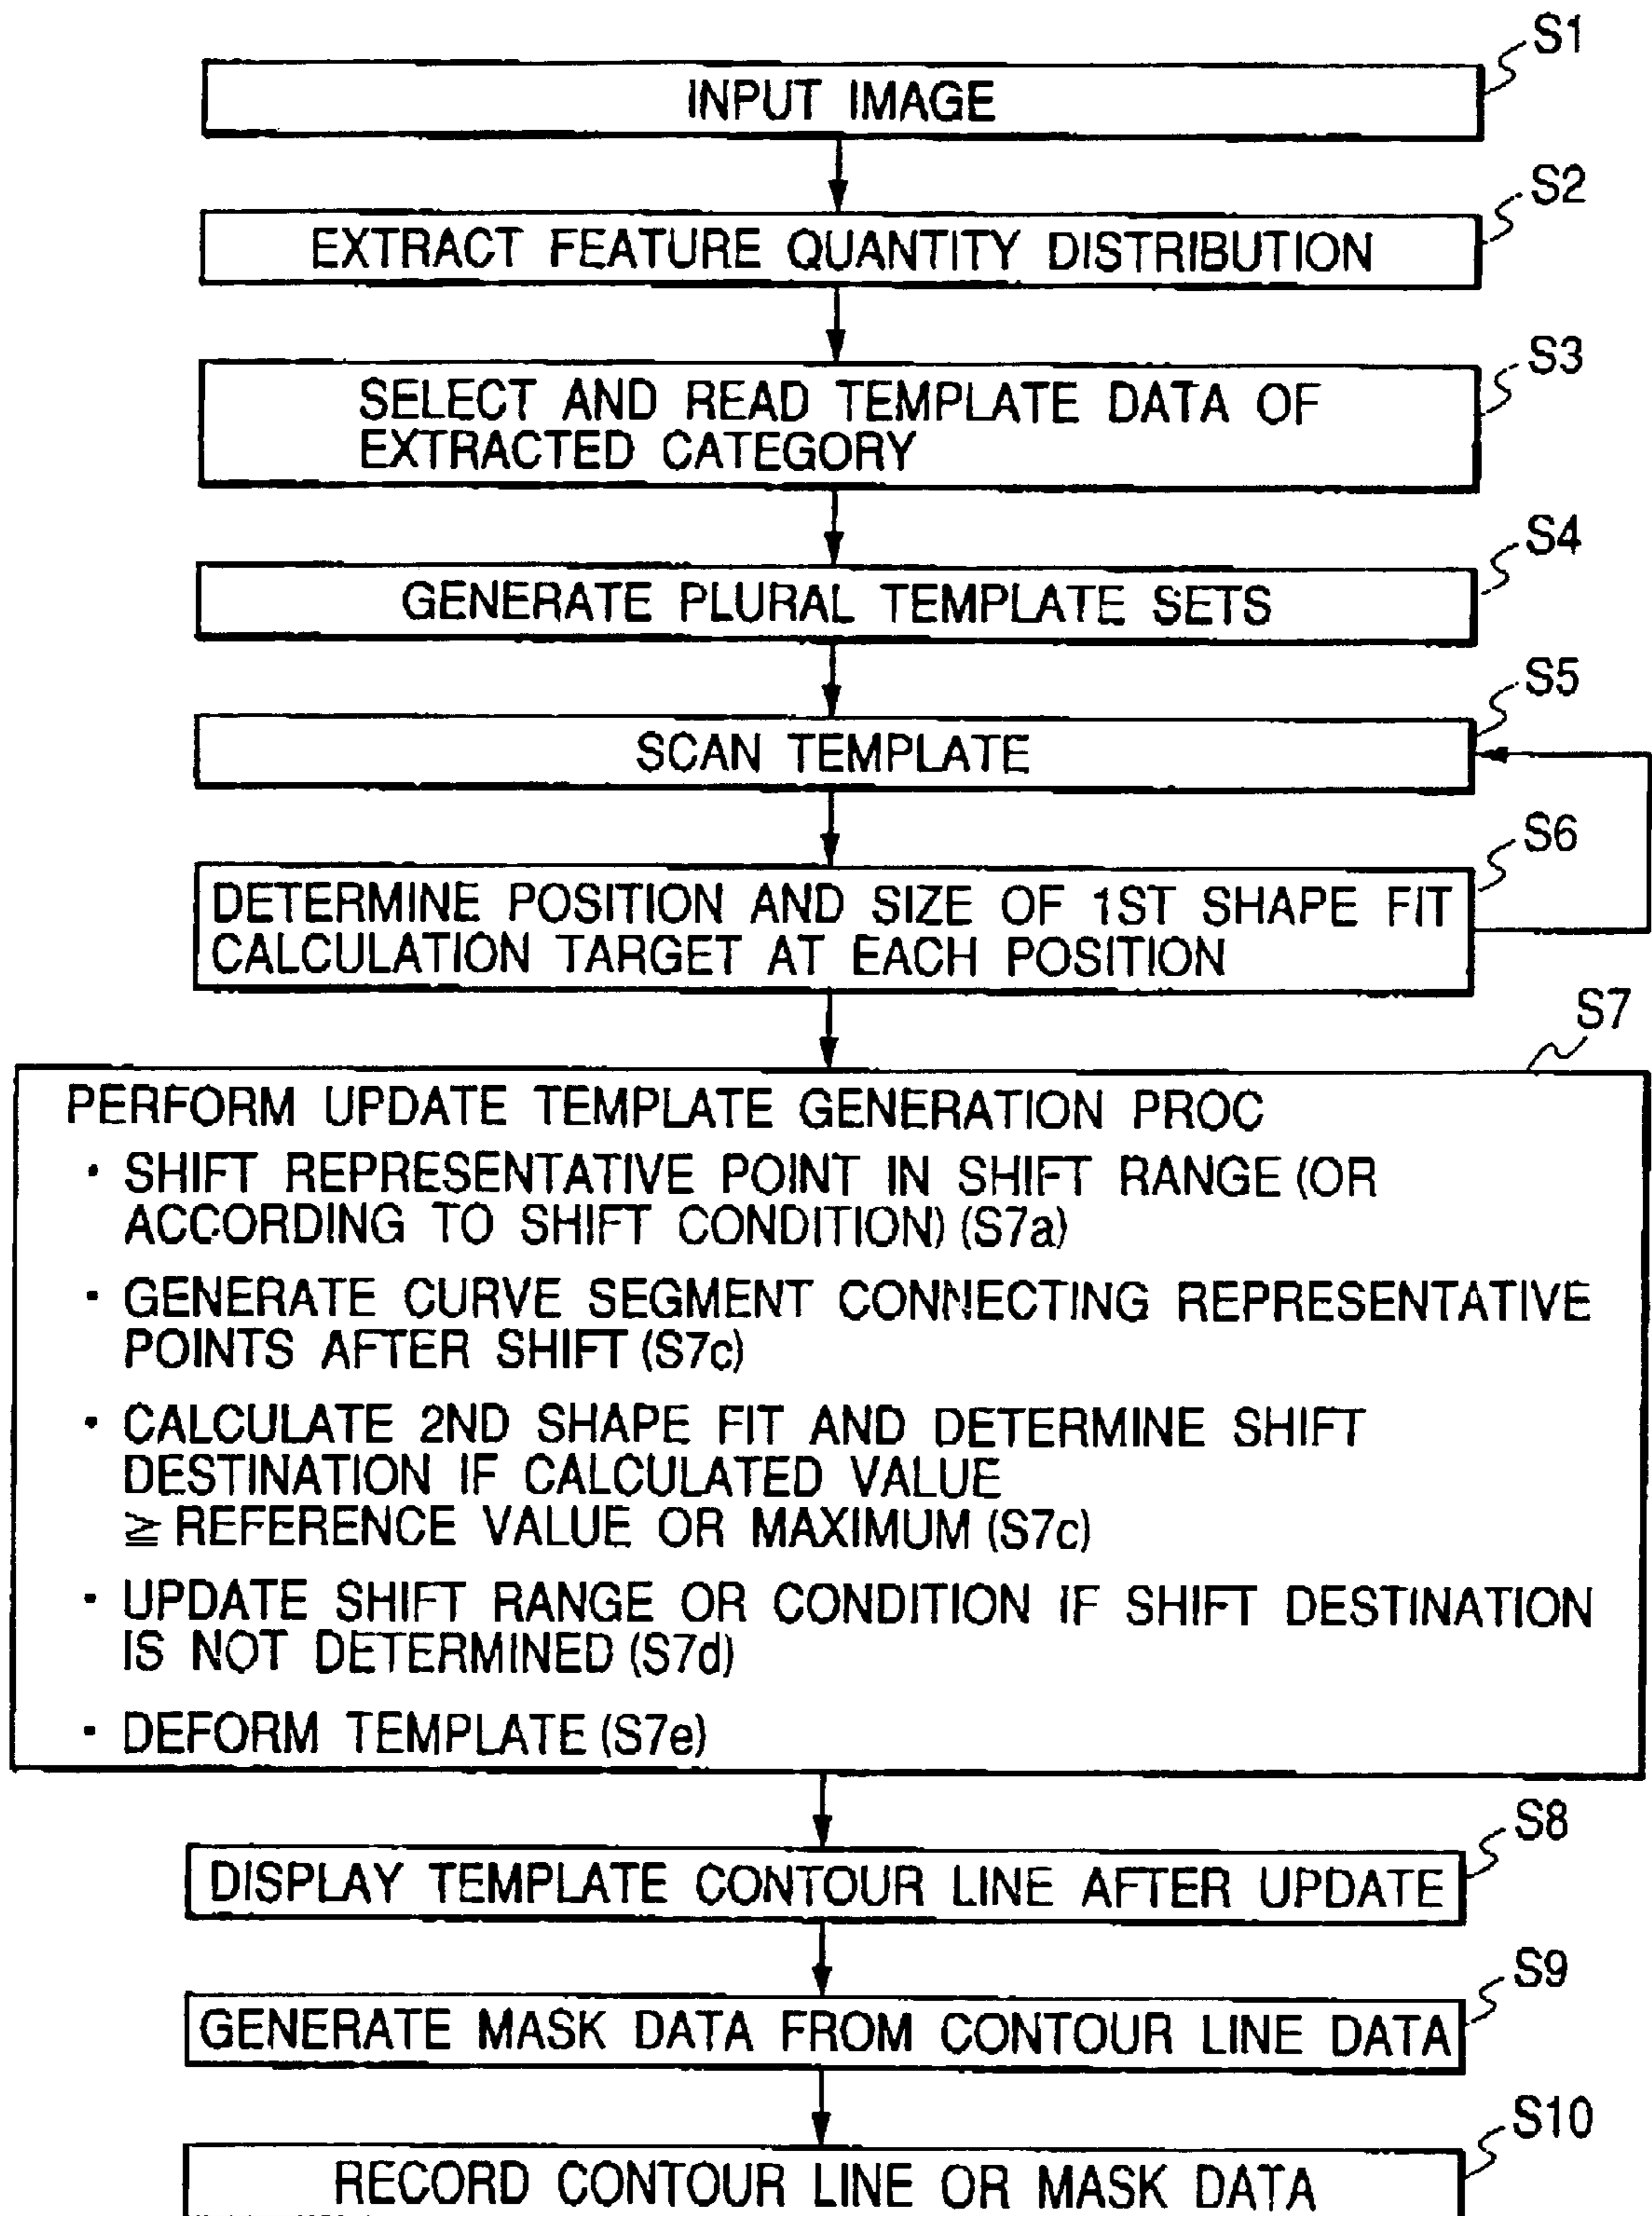 S1
INPUT IMAGE
S2
EXTRACT FEATURE QUANTITY DISTRIBUTION
S3
SELECT AND READ TEMPLATE DATA OF
EXTRACTED CATEGORY
S4
GENERATE PLURAL TEMPLATE SETS
S5
SCAN TEMPLATE
S6
DETERMINE POSITION AND SIZE OF 1ST SHAPE FIT
CALCULATION TARGET AT EACH POSITION
S7
PERFORM UPDATE TEMPLATE GENERATION PROC
· SHIFT REPRESENTATIVE POINT IN SHIFT RANGE (OR
ACCORDING TO SHIFT CONDITION) (S7a)
· GENERATE CURVE SEGMENT CONNECTING REPRESENTATIVE
POINTS AFTER SHIFT (S7c)
· CALCULATE 2ND SHAPE FIT AND DETERMINE SHIFT
DESTINATION IF CALCULATED VALUE
≧ REFERENCE VALUE OR MAXIMUM (S7c)
· UPDATE SHIFT RANGE OR CONDITION IF SHIFT DESTINATION
IS NOT DETERMINED (S7d)
· DEFORM TEMPLATE (S7e)
S8
DISPLAY TEMPLATE CONTOUR LINE AFTER UPDATE
S9
GENERATE MASK DATA FROM CONTOUR LINE DATA
S10
RECORD CONTOUR LINE OR MASK DATA